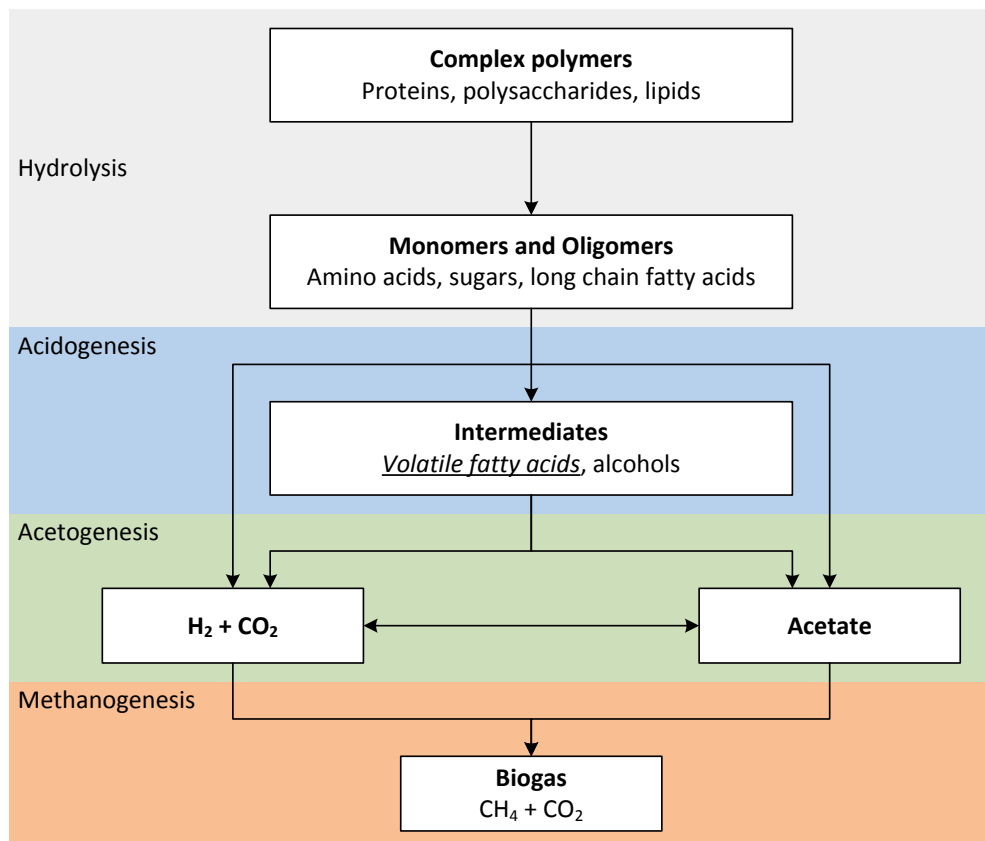 Complex polymers
Proteins, polysaccharides, lipids
Hydrolysis
Monomers and Oligomers
Amino acids, sugars, long chain fatty acids
Acidogenesis
Intermediates
Volatile fatty acids, alcohols
Acetogenesis
H₂ + CO₂
Acetate
Methanogenesis
Biogas
CH₄ + CO₂